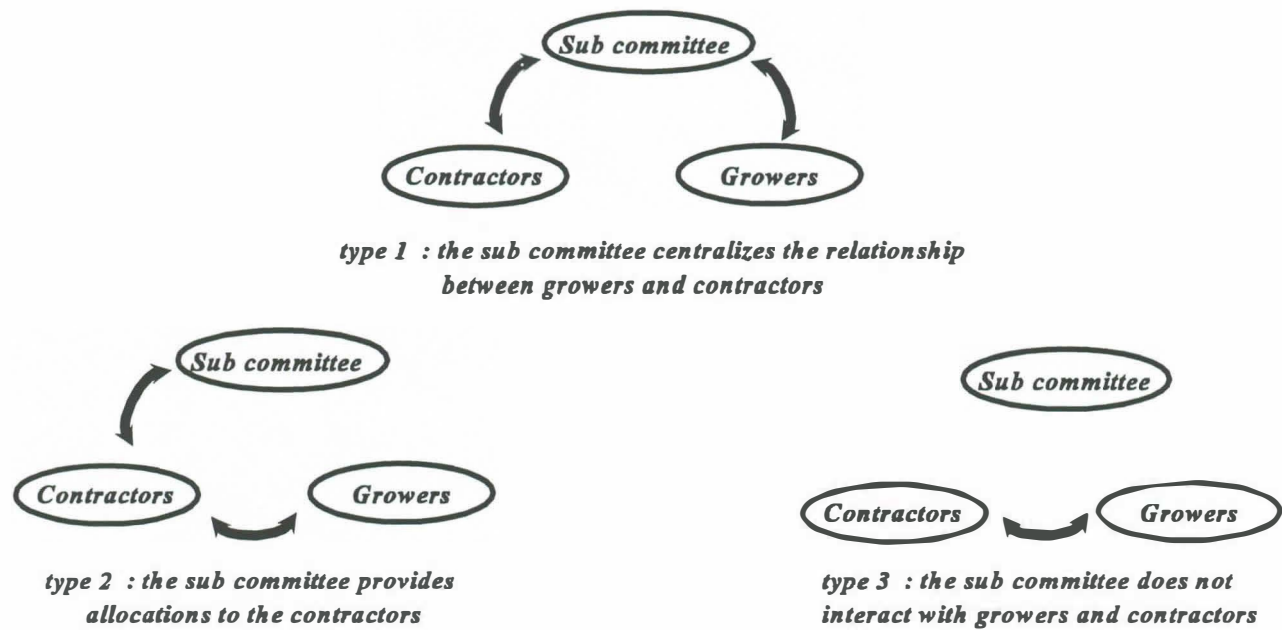 Sub committee
Contractors
Growers
type 1 : the sub committee centralizes the relationship
between growers and contractors
Sub committee
Contractors
Growers
type 2 : the sub committee provides
allocations to the contractors
Sub committee
Contractors
Growers
type 3 : the sub committee does not
interact with growers and contractors